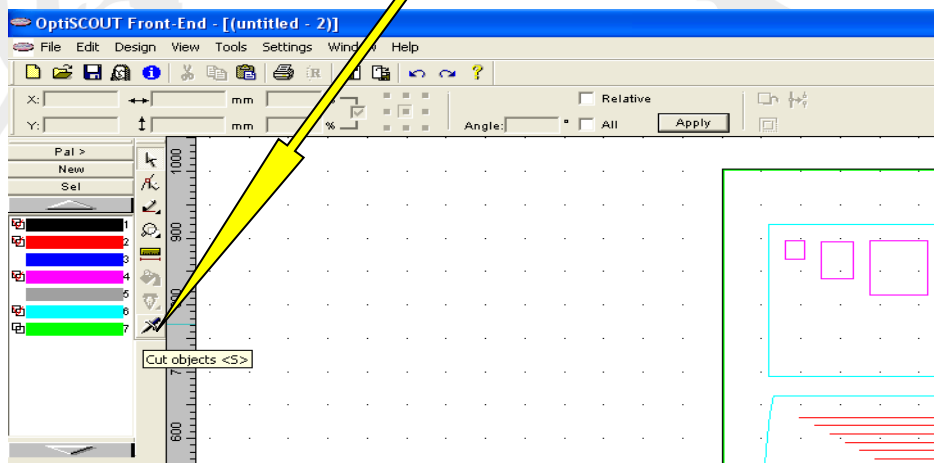 OptiSCOUT Front-End - [(untitled - 2)]
File Edit Design View Tools Settings Window Help
X: mm % Relative
Y: mm % Angle: ° All Apply
Pal >
New
Sel
1
2
3
4
5
6
7
Cut objects <S>
1000
900
600